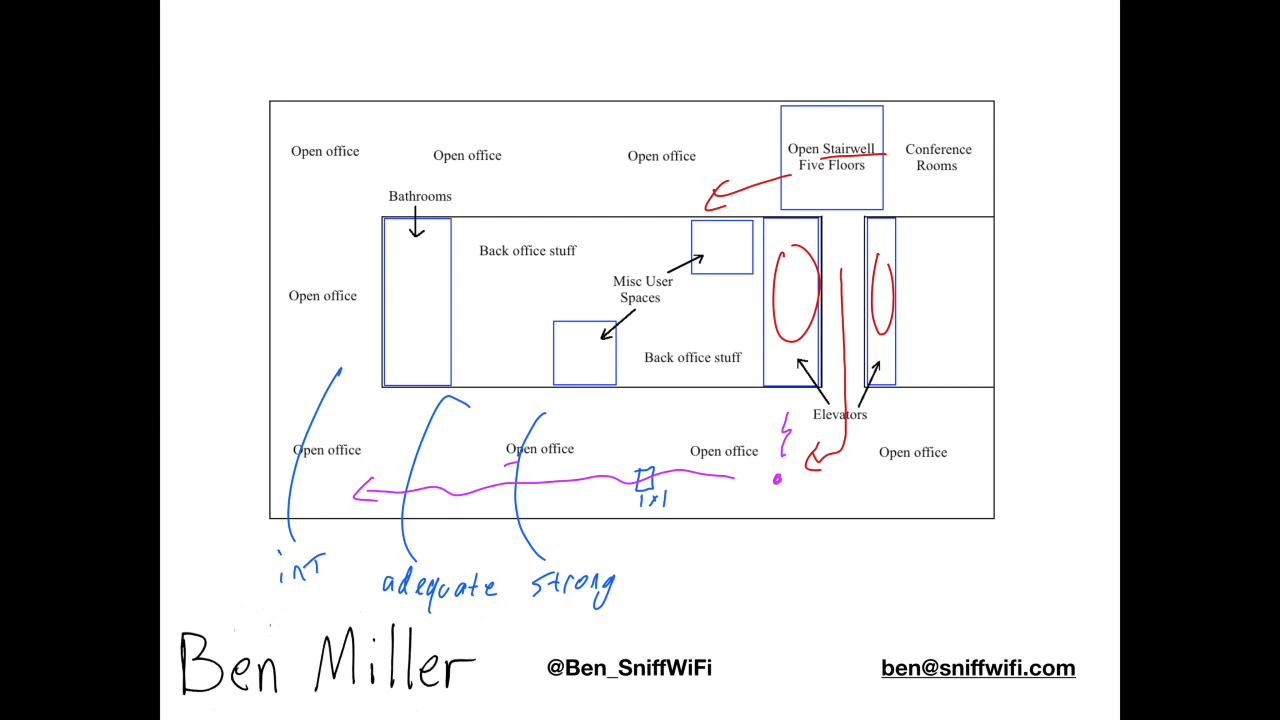 Open office
Open office
Open office
Open Stairwell
Five Floors
Conference
Rooms
Bathrooms
Back office stuff
Misc User
Spaces
Open office
Back office stuff
Elevators
Open office
Open office
Open office
Open office
1x1
int
adequate
strong
Ben Miller
@Ben_SniffWiFi
ben@sniffwifi.com